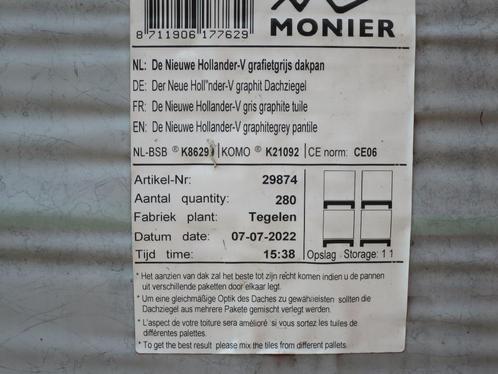 8 711906 177629
MONIER
NL: De Nieuwe Hollander-V grafietgrijs dakpan
DE: Der Neue Holl"nder-V graphit Dachziegel
FR: De Nieuwe Hollander-V gris graphite tuile
EN: De Nieuwe Hollander-V graphitegrey pantile
NL-BSB ® K8629 | KOMO ® K21092 | CE norm: CE06
Artikel-Nr: 29874
Aantal quantity: 280
Fabriek plant: Tegelen
Datum date: 07-07-2022
Tijd time: 15:38
Opslag Storage: 1 1
* Het aanzien van dak zal het beste tot zijn recht komen indien u de pannen
uit verschillende paketten door elkaar legt.
* Um eine gleichmäßige Optik des Daches zu gewährleisten sollten die
Dachziegel aus mehrere Pakete gemischt verlegt werden.
* L'aspect de votre toiture sera amélioré si vous sortez les tuiles de
différentes palettes.
* To get the best result please mix the tiles from different pallets.